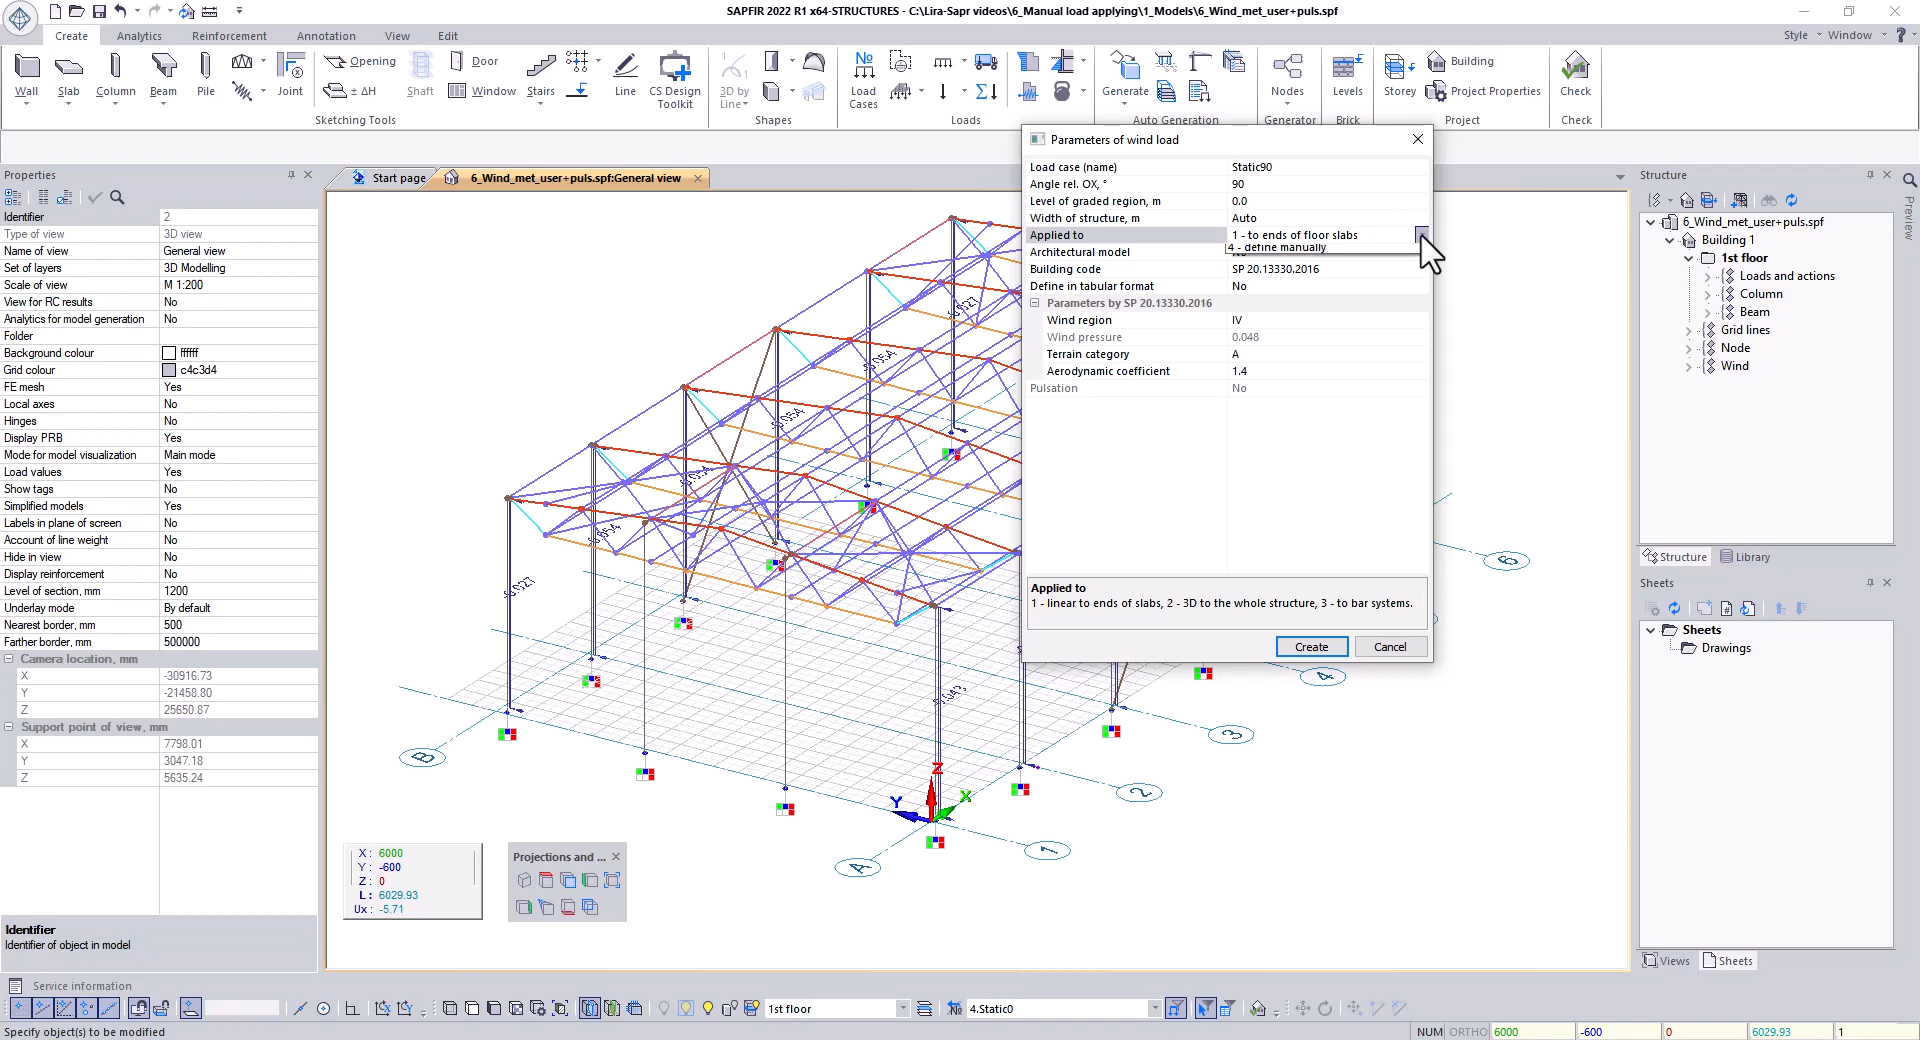 SAPFIR 2022 R1 x64-STRUCTURES - C:\Lira-Sapr videos\6_Manual load applying\1_Models\6_Wind_met_user+puls.spf
Create
Analytics
Reinforcement
Annotation
View
Edit
Style
Window
Wall
Slab
Column
Beam
Pile
Joint
Opening
± ΔH
Shaft
Door
Window
Stairs
Line
CS Design Toolkit
3D by Line
Load Cases
Generate
Nodes
Levels
Storey
Building
Project Properties
Check
Sketching Tools
Shapes
Loads
Auto Generation
Generator
Brick
Project
Check
Properties
Identifier 2
Type of view 3D view
Name of view General view
Set of layers 3D Modelling
Scale of view M 1:200
View for RC results No
Analytics for model generation No
Folder
Background colour ffffff
Grid colour c4c3d4
FE mesh Yes
Local axes No
Hinges No
Display PRB Yes
Mode for model visualization Main mode
Load values Yes
Show tags No
Simplified models Yes
Labels in plane of screen No
Account of line weight No
Hide in view No
Display reinforcement No
Level of section, mm 1200
Underlay mode By default
Nearest border, mm 500
Farther border, mm 500000
Camera location, mm
X -30916.73
Y -21458.80
Z 25650.87
Support point of view, mm
X 7798.01
Y 3047.18
Z 5635.24
Identifier
Identifier of object in model
Start page
6_Wind_met_user+puls.spf:General view
B
A
1
2
3
4
6
X
Y
Z
X : 6000
Y : -600
Z : 0
L : 6029.93
Ux : -5.71
Projections and ...
Parameters of wind load
Load case (name) Static90
Angle rel. OX, ° 90
Level of graded region, m 0.0
Width of structure, m Auto
Applied to 1 - to ends of floor slabs
4 - define manually
Architectural model
Building code SP 20.13330.2016
Define in tabular format No
Parameters by SP 20.13330.2016
Wind region IV
Wind pressure 0.048
Terrain category A
Aerodynamic coefficient 1.4
Pulsation No
Applied to
1 - linear to ends of slabs, 2 - 3D to the whole structure, 3 - to bar systems.
Create
Cancel
Structure
6_Wind_met_user+puls.spf
Building 1
1st floor
Loads and actions
Column
Beam
Grid lines
Node
Wind
Structure
Library
Preview
Sheets
Sheets
Drawings
Views
Sheets
Service information
1st floor
4.Static0
Specify object(s) to be modified
NUM
ORTHO
6000
-600
0
6029.93
1